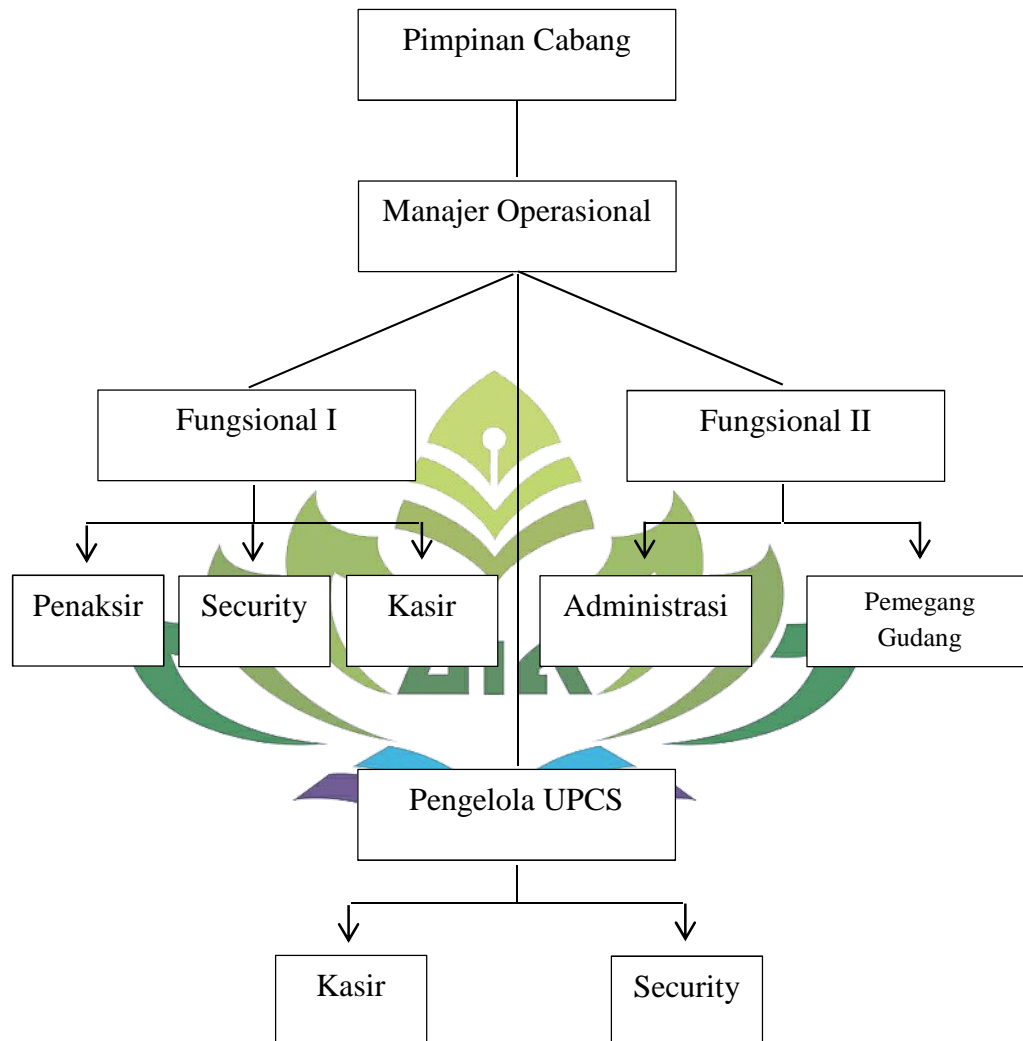 Pimpinan Cabang
Manajer Operasional
Fungsional I
Fungsional II
Penaksir
Security
Kasir
Administrasi
Pemegang
Gudang
Pengelola UPCS
Kasir
Security